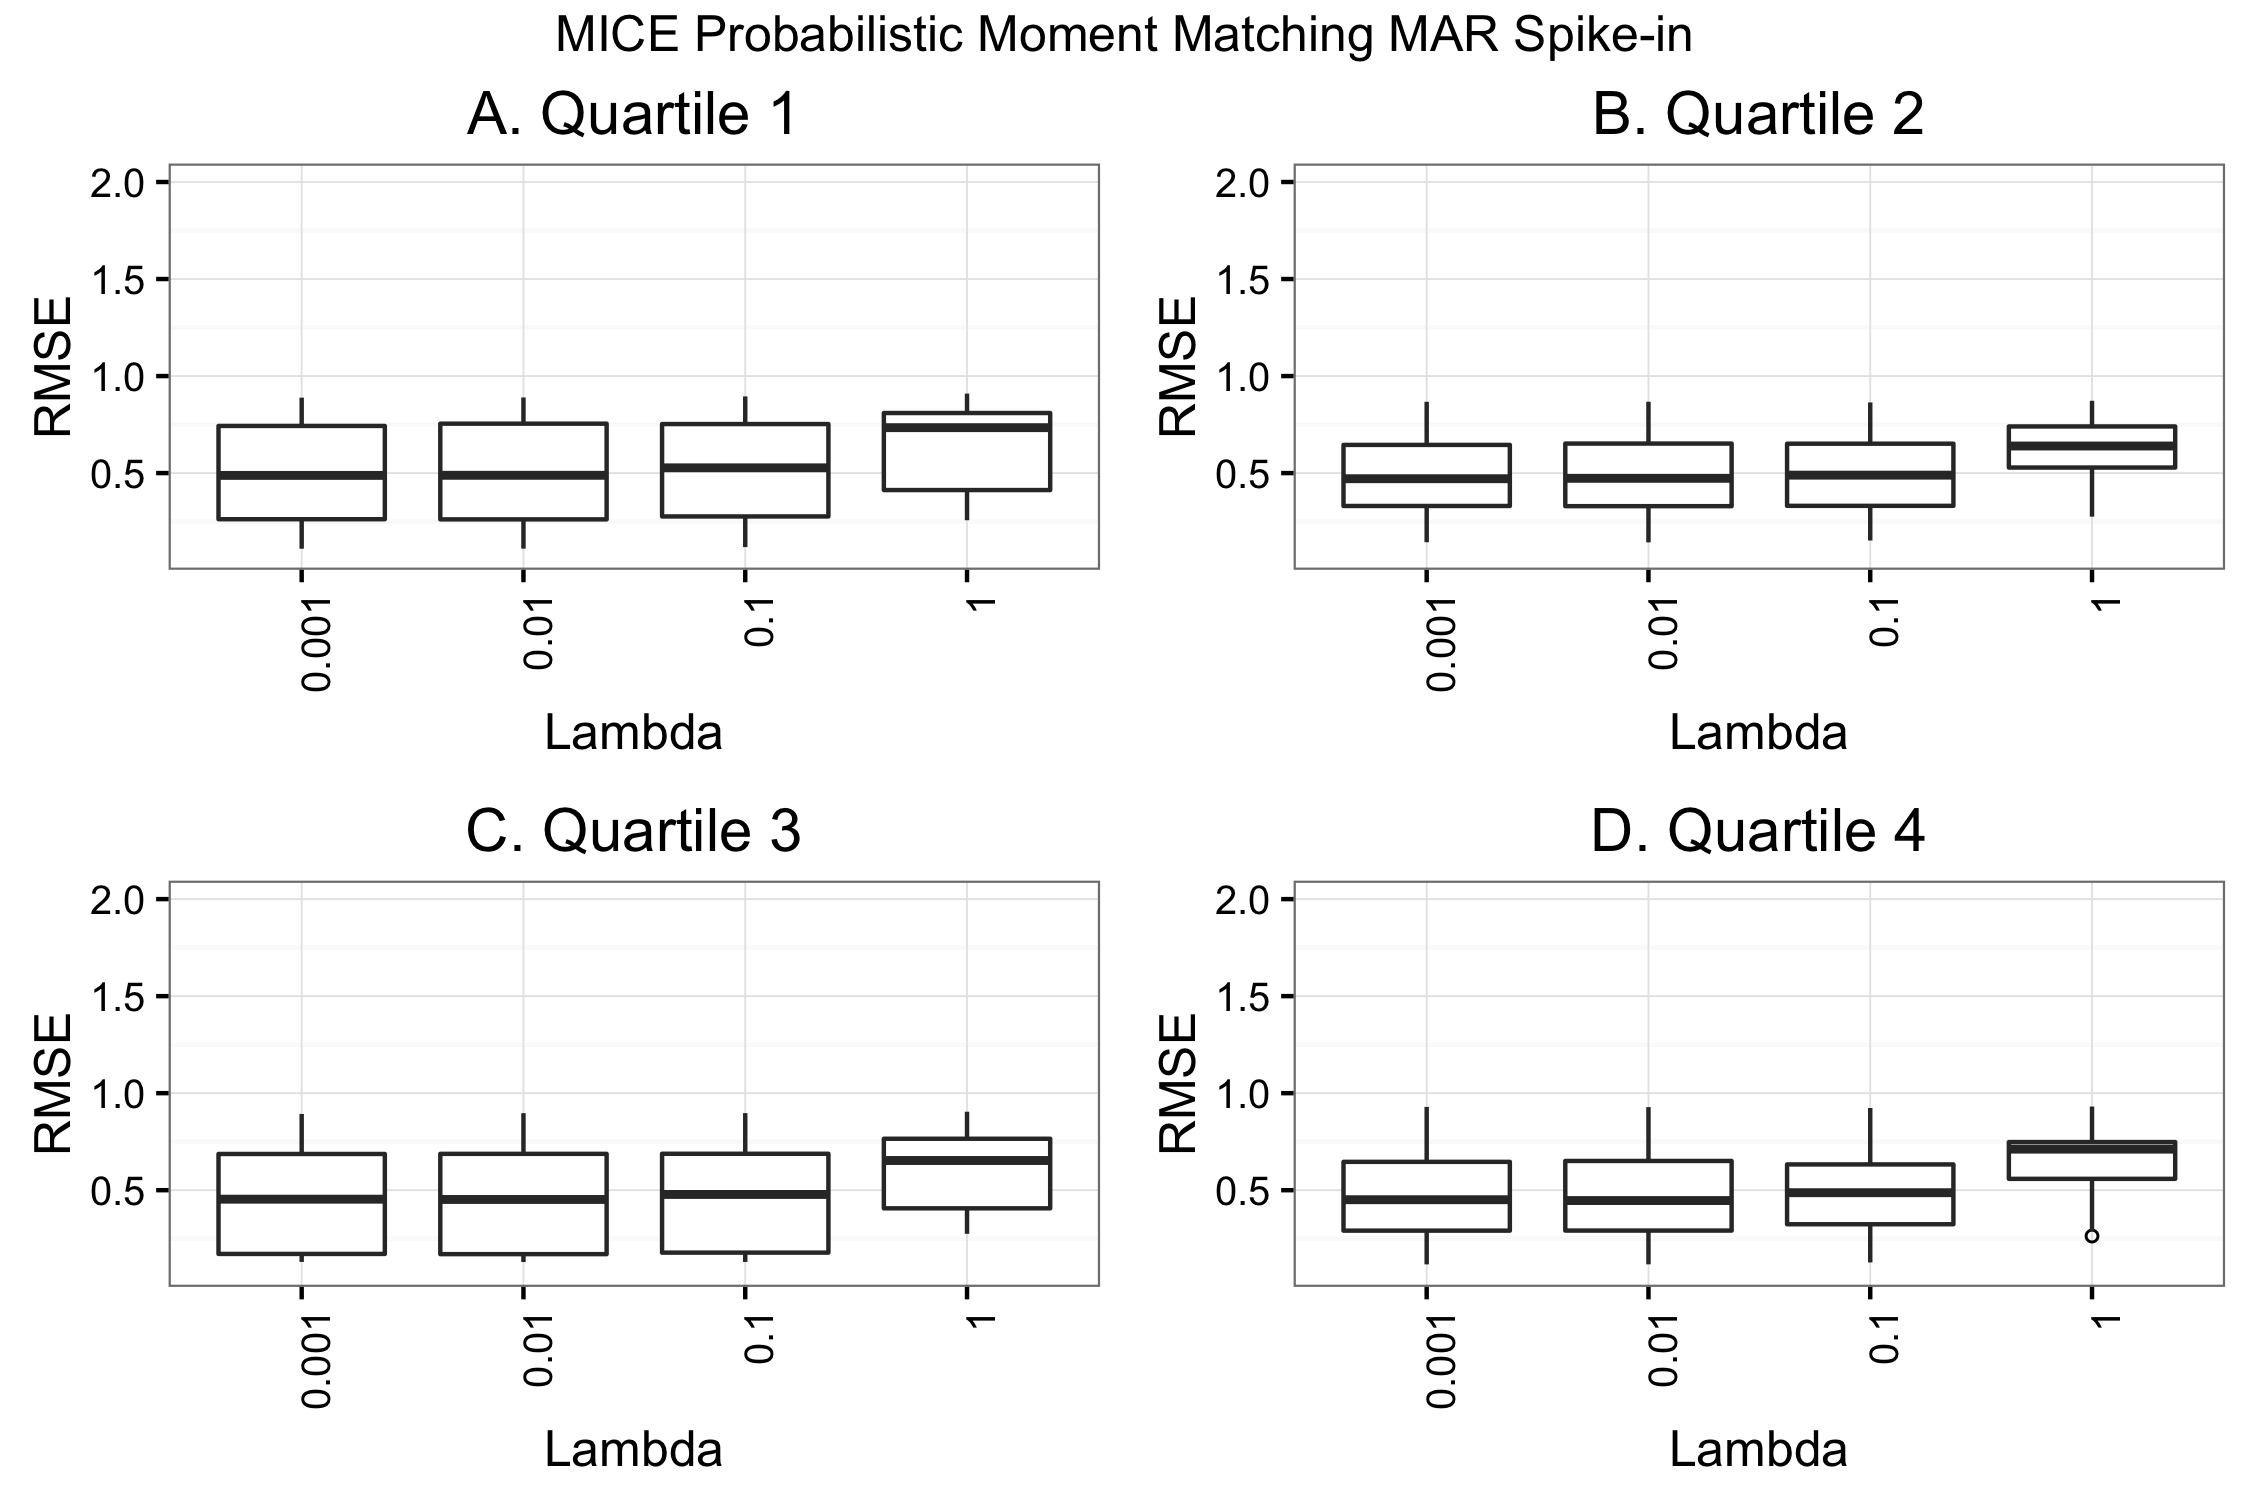 MICE Probabilistic Moment Matching MAR Spike-in
A. Quartile 1
2.0
1.5
1.0
0.5
RMSE
0.001
0.01
0.1
1
Lambda
B. Quartile 2
2.0
1.5
1.0
0.5
RMSE
0.001
0.01
0.1
1
Lambda
C. Quartile 3
2.0
1.5
1.0
0.5
RMSE
0.001
0.01
0.1
1
Lambda
D. Quartile 4
2.0
1.5
1.0
0.5
RMSE
0.001
0.01
0.1
1
Lambda